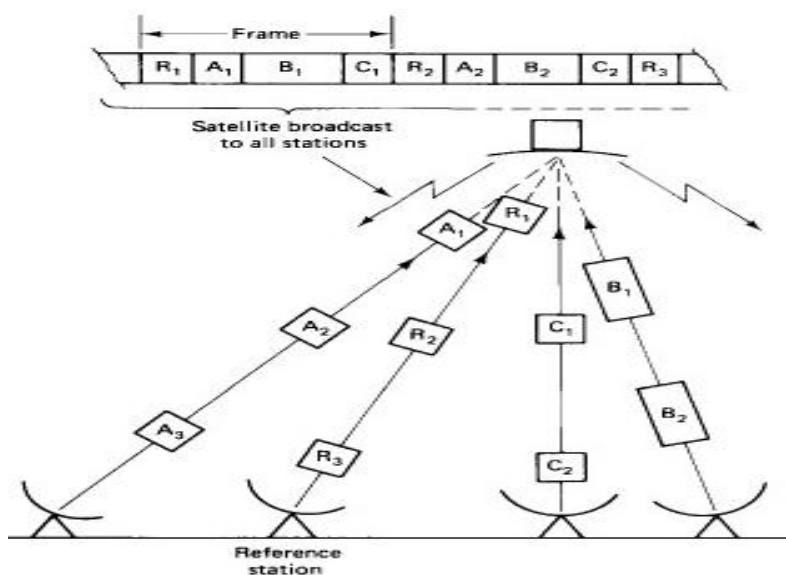 Frame
R₁ A₁ B₁ C₁ R₂ A₂ B₂ C₂ R₃
Satellite broadcast
to all stations
A₁ R₁
B₁
A₂ R₂ C₁
B₂
A₃ R₃ C₂
Reference
station